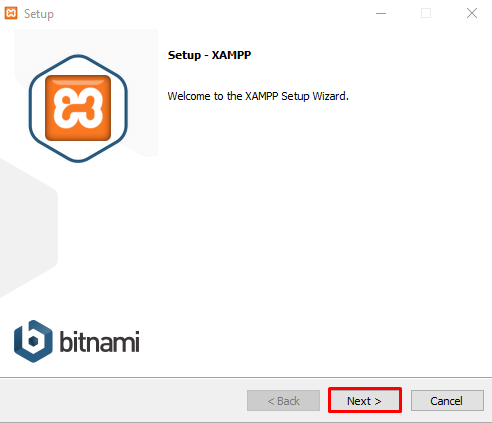 Setup
Setup - XAMPP
Welcome to the XAMPP Setup Wizard.
bitnami
< Back
Next >
Cancel